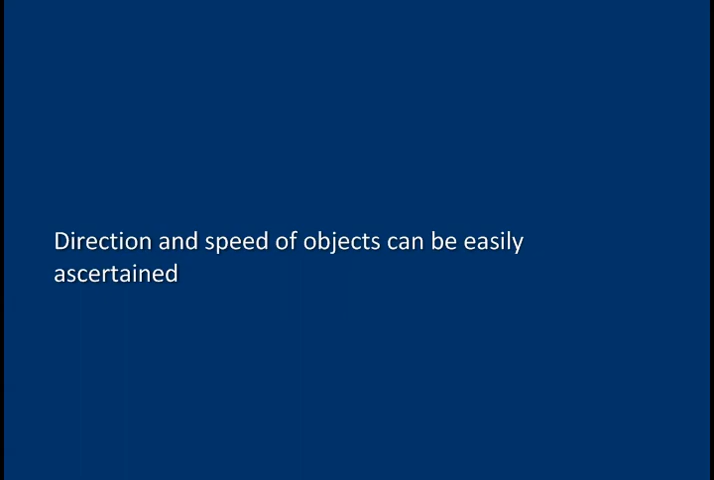 Direction and speed of objects can be easily
ascertained